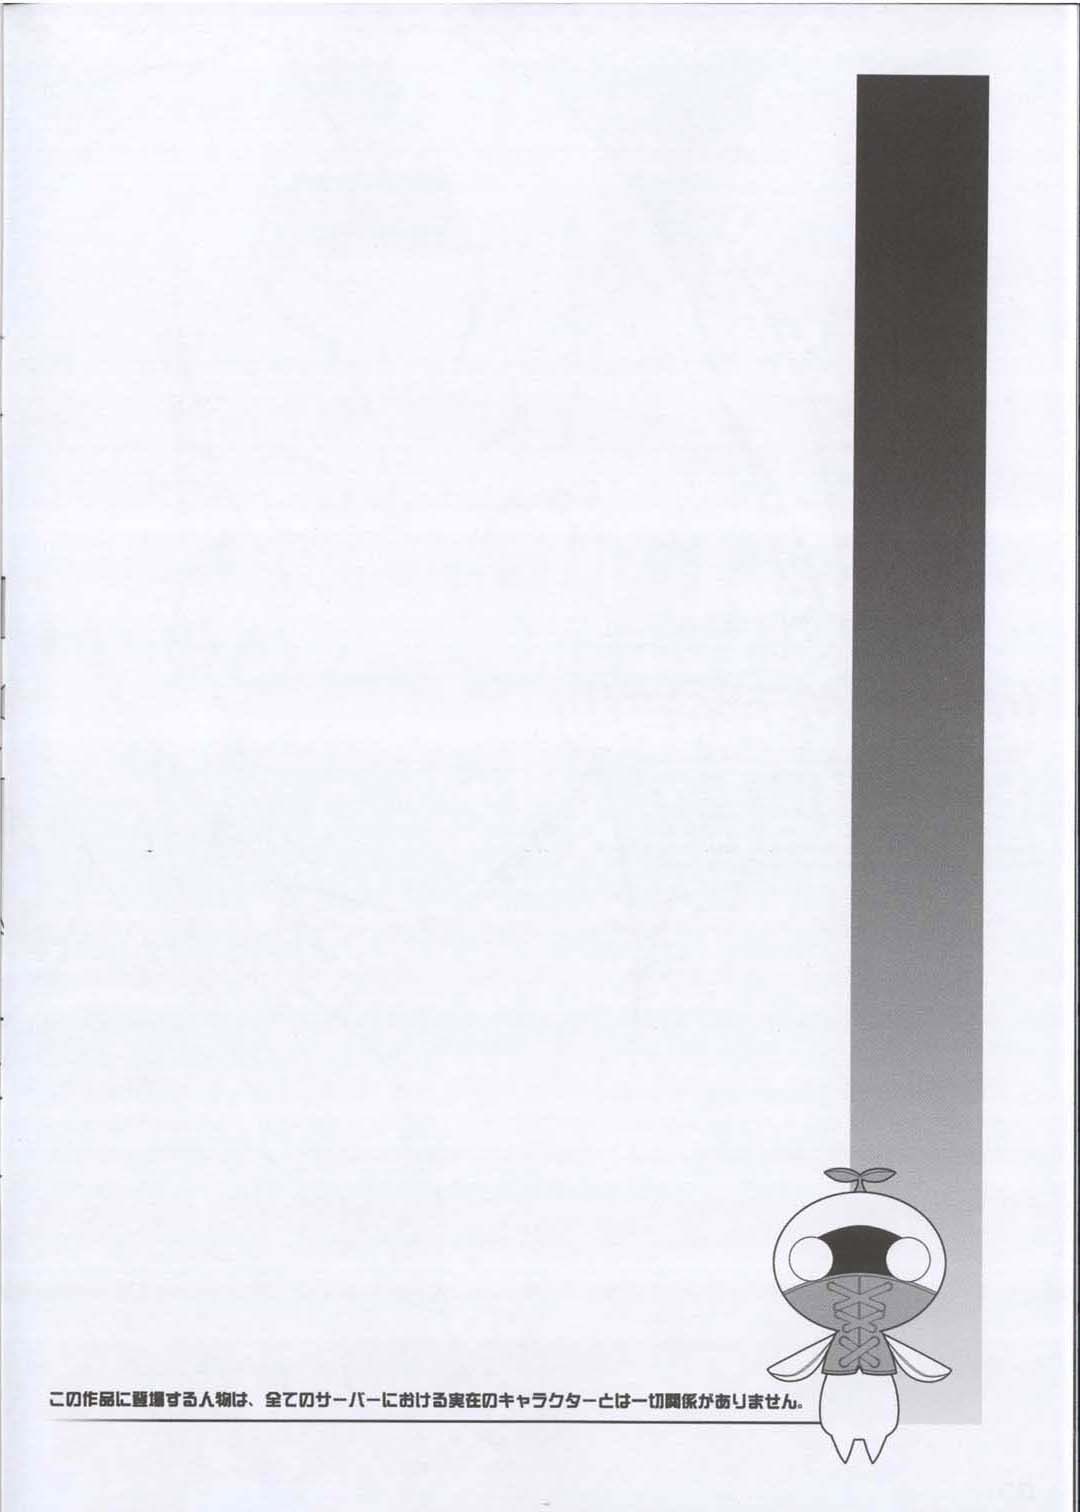 この作品に登場する人物は、全てのサーバーにおける実在のキャラクターとは一切関係がありません。